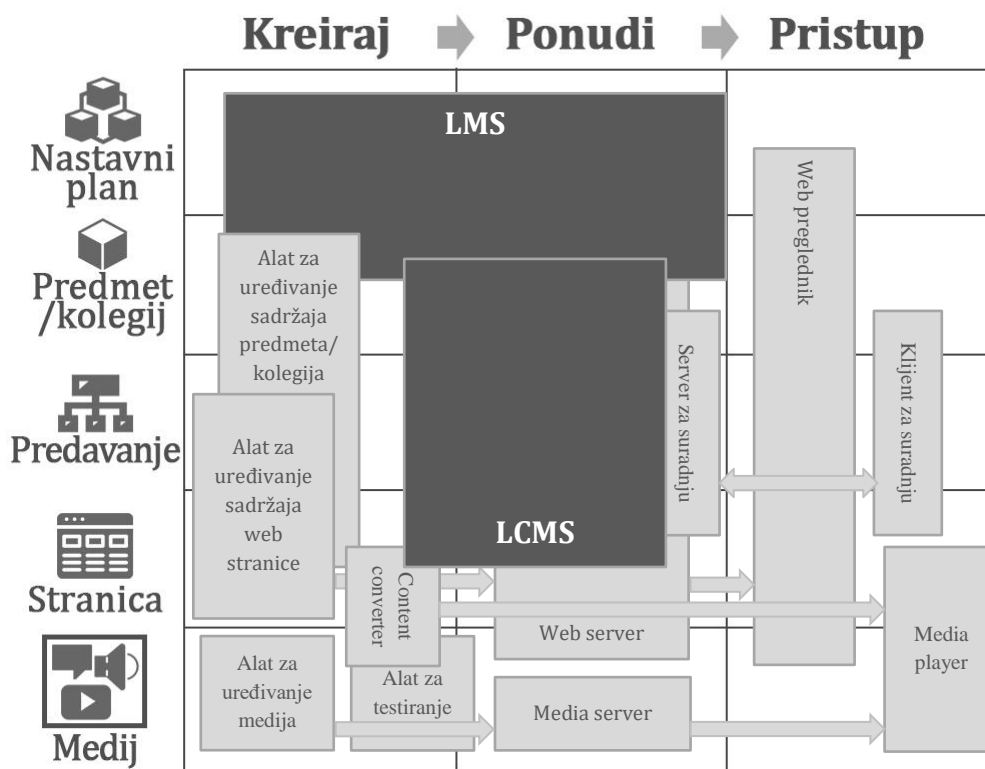 Kreiraj
Ponudi
Pristup
Nastavni
plan
LMS
Web preglednik
Predmet
/kolegij
Alat za
uređivanje
sadržaja
predmeta/
kolegija
Server za suradnju
Klijent za suradnju
Predavanje
Alat za
uređivanje
sadržaja
web
stranice
LCMS
Stranica
Content
converter
Web server
Media
player
Medij
Alat za
uređivanje
medija
Alat za
testiranje
Media server